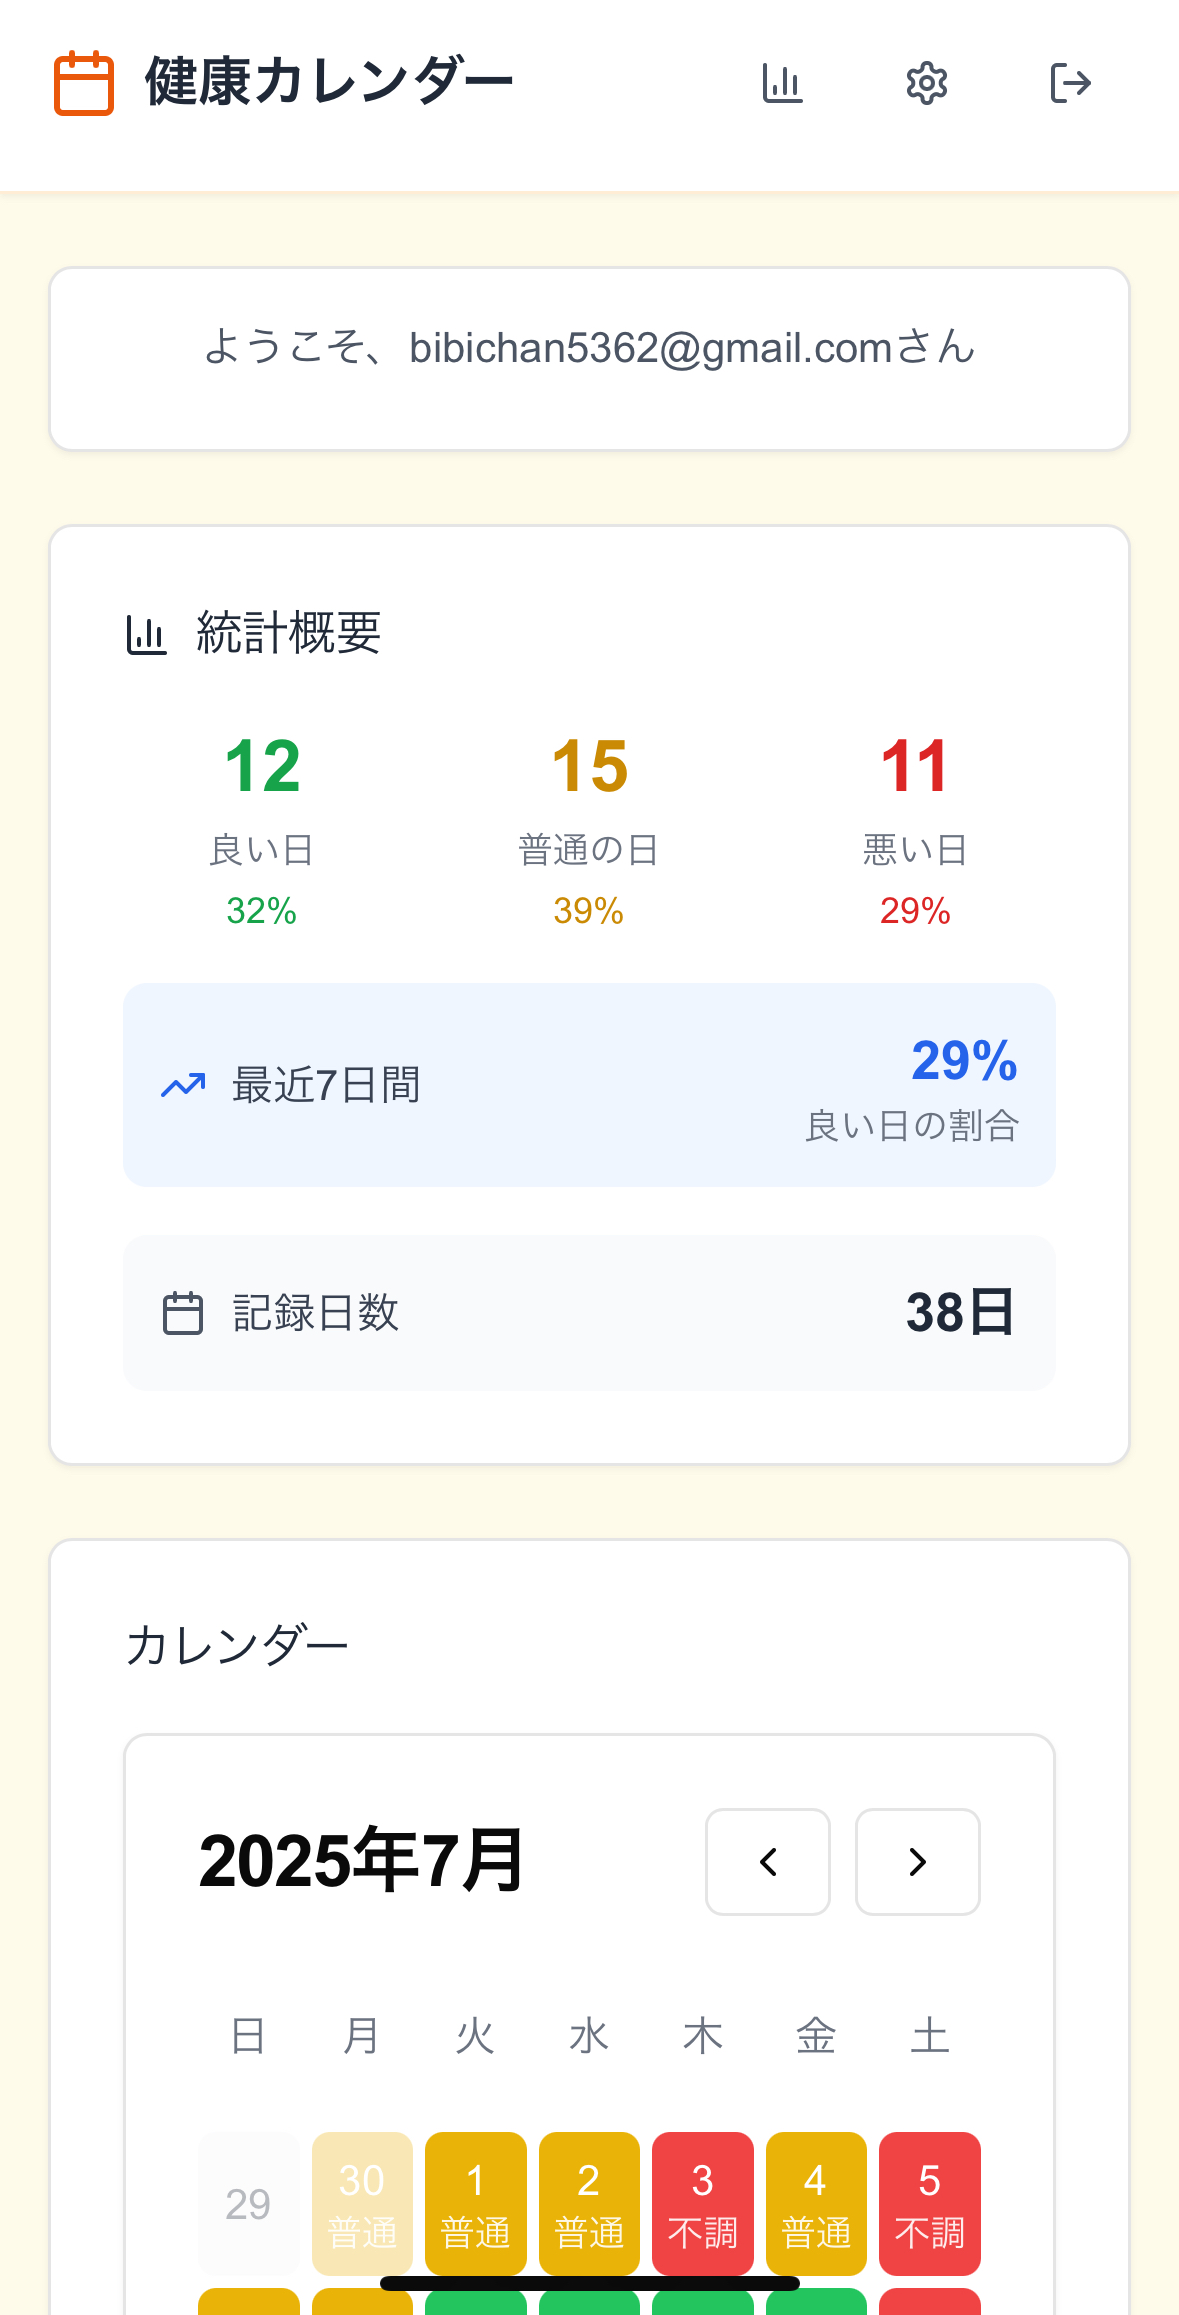 健康カレンダー
ようこそ、bibichan5362@gmail.comさん
統計概要
12 15 11
良い日 普通の日 悪い日
32% 39% 29%
最近7日間
29%
良い日の割合
記録日数 38日
カレンダー
2025年7月
日 月 火 水 木 金 土
29 30 1 2 3 4 5
普通 普通 普通 不調 普通 不調